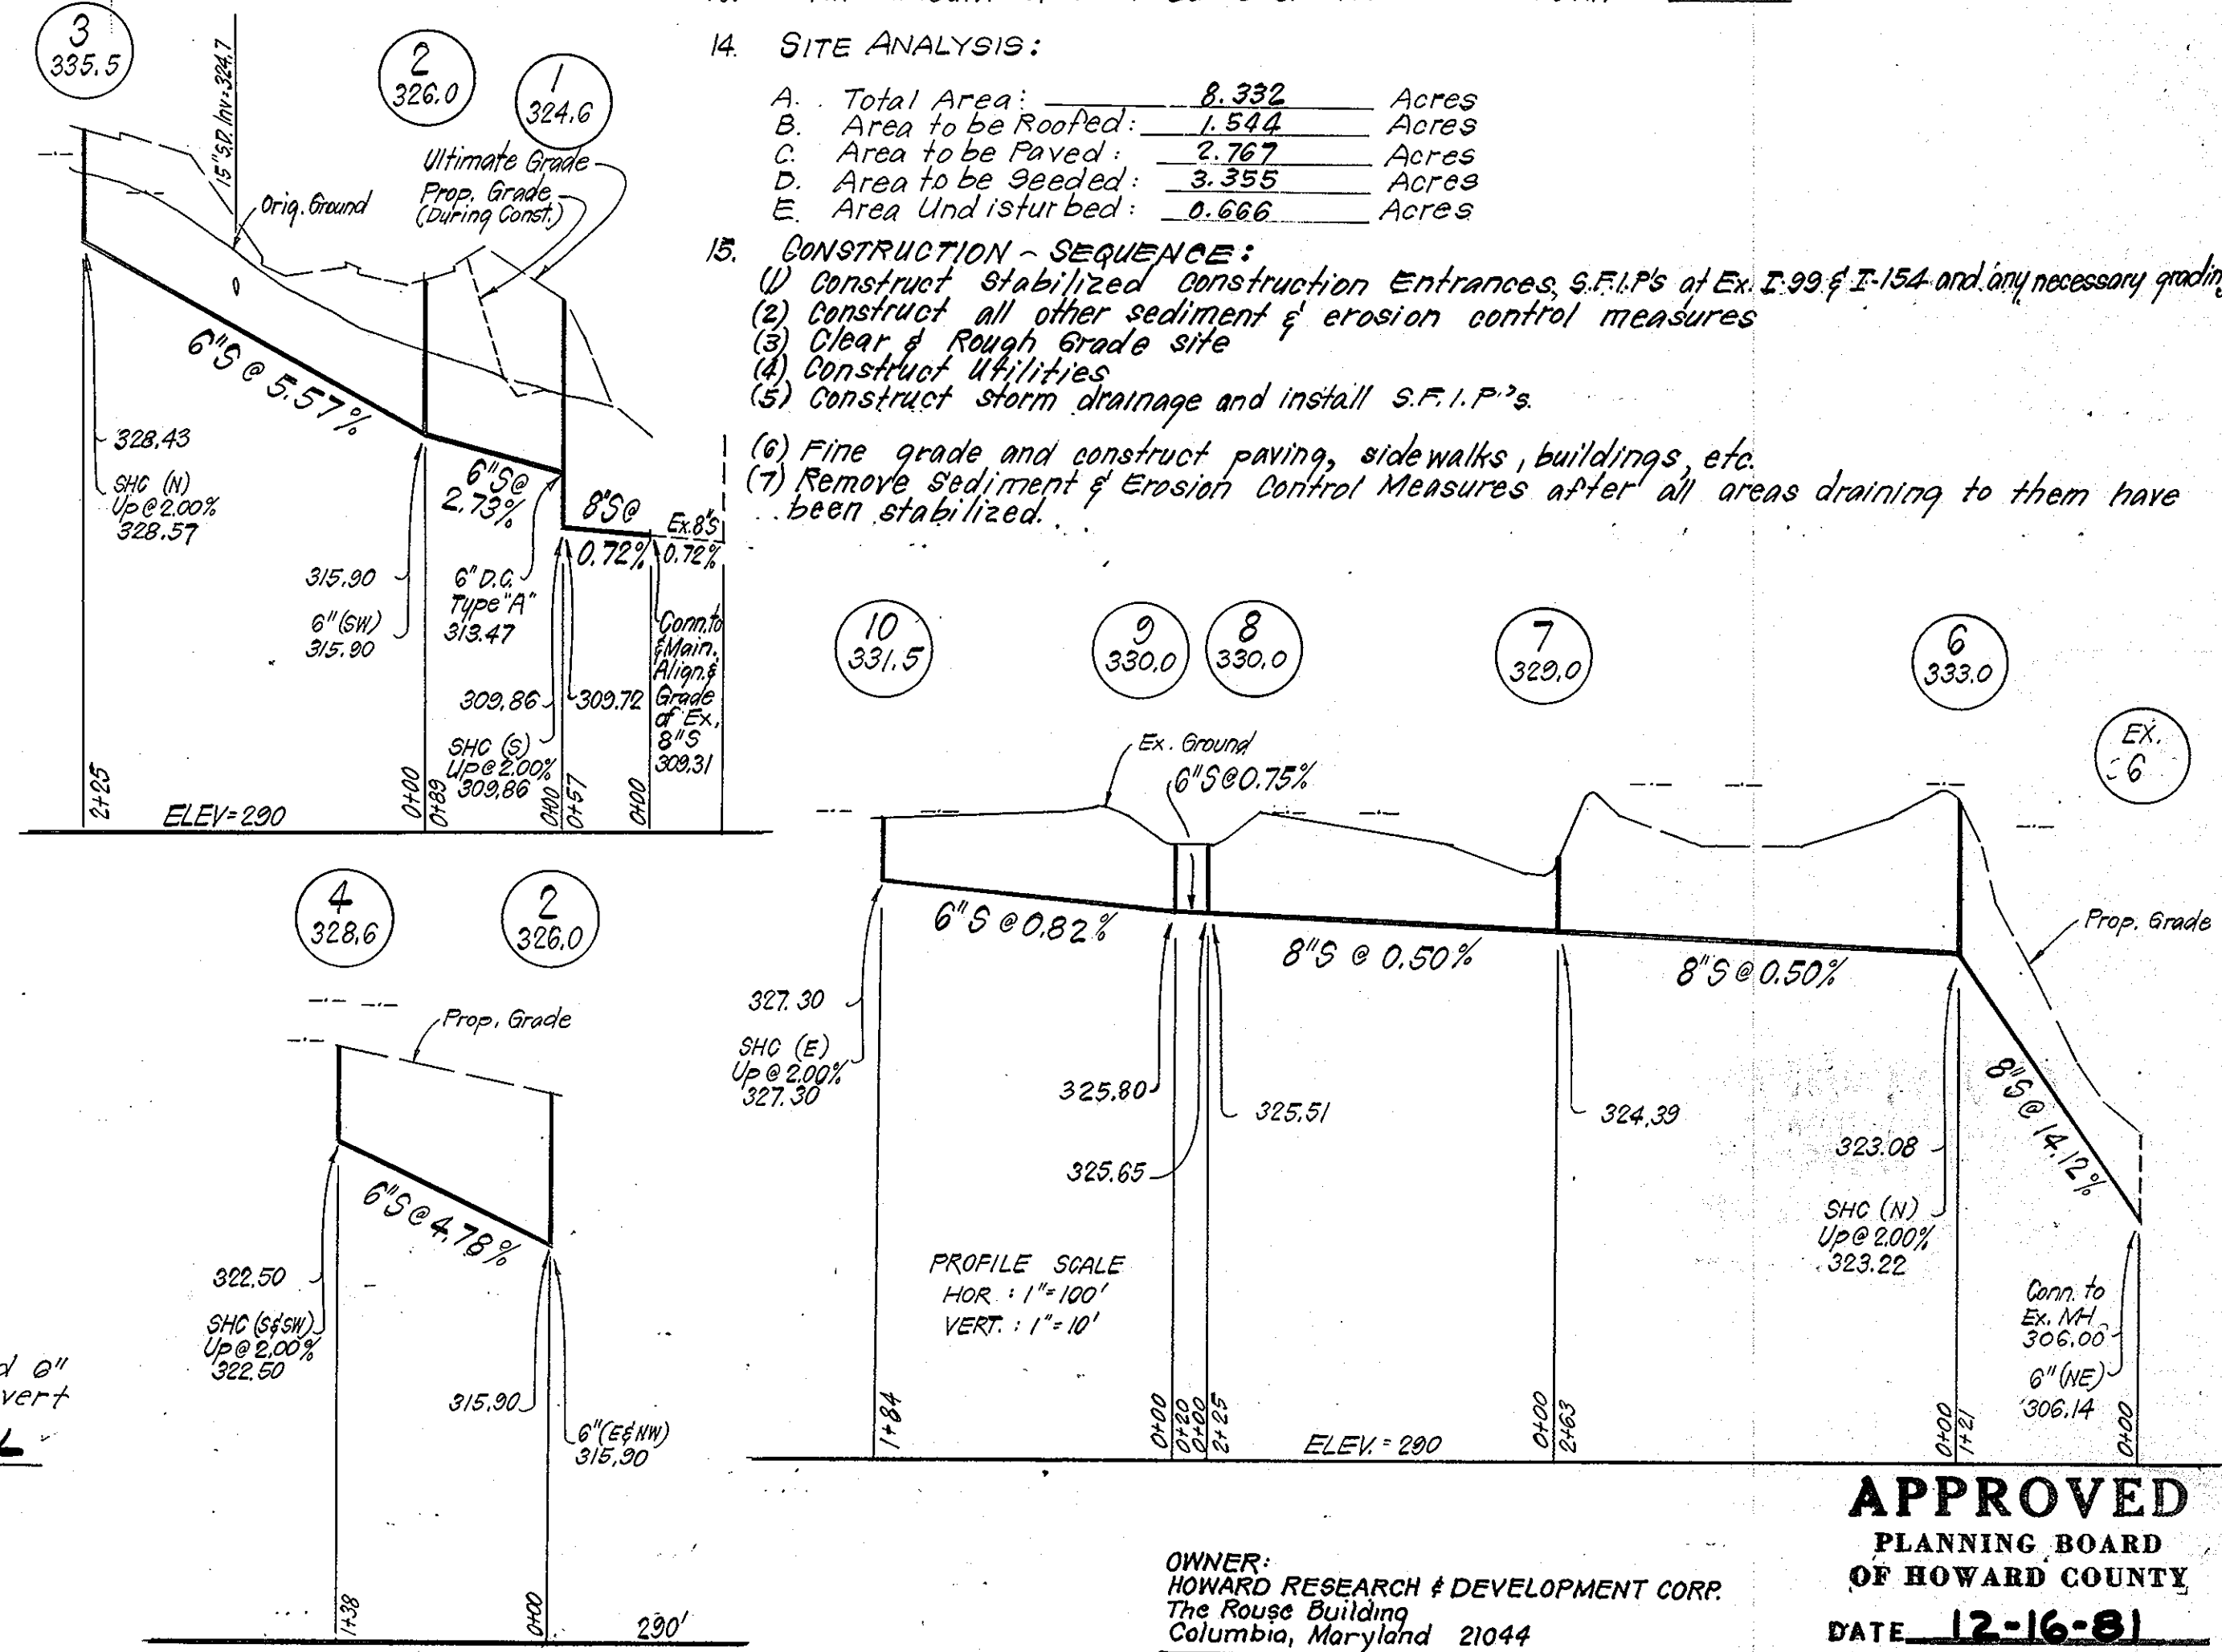 3
335.5
15" S.D. Inv=324.7
2
326.0
1
324.6
Ultimate Grade
Prop. Grade
(During Const.)
Orig. Ground
6"S @ 5.57%
328.43
SHC (N)
Up @ 2.00%
328.57
6"S @
2.73%
8"S @
0.72%
Ex. 8"S
0.72%
315.90
6" (SW)
315.90
6" D.C.
Type "A"
313.47
309.86
309.72
SHC (S)
Up @ 2.00%
309.86
Conn. to
& Main.
Align. &
Grade
of Ex.
8"S
309.31
2+25
ELEV=290
0+00
0+89
0+00
0+57
0+00
14. SITE ANALYSIS:
A. Total Area: 8.332 Acres
B. Area to be Roofed: 1.544 Acres
C. Area to be Paved: 2.767 Acres
D. Area to be Seeded: 3.355 Acres
E. Area Undisturbed: 0.666 Acres
15. CONSTRUCTION - SEQUENCE:
(1) Construct Stabilized Construction Entrances, S.F.I.P's at Ex. I-99 & I-154 and any necessary grading
(2) Construct all other sediment & erosion control measures
(3) Clear & Rough Grade site
(4) Construct Utilities
(5) Construct storm drainage and install S.F.I.P.'s.
(6) Fine grade and construct paving, sidewalks, buildings, etc.
(7) Remove Sediment & Erosion Control Measures after all areas draining to them have
been stabilized.
4
328.6
2
326.0
Prop. Grade
6"S @ 4.78%
322.50
SHC (S&SW)
Up @ 2.00%
322.50
315.90
6" (E&NW)
315.90
1+38
0+00
290'
6"
vert
10
331.5
9
330.0
8
330.0
7
329.0
6
333.0
EX.
6
Ex. Ground
6"S @ 0.75%
Prop. Grade
6"S @ 0.82%
8"S @ 0.50%
8"S @ 0.50%
8"S @ 14.12%
327.30
SHC (E)
Up @ 2.00%
327.30
325.80
325.51
325.65
324.39
323.08
SHC (N)
Up @ 2.00%
323.22
Conn. to
Ex. MH
306.00
6" (NE)
306.14
PROFILE SCALE
HOR : 1"=100'
VERT. : 1"=10'
1+84
0+00
0+20
0+00
2+25
ELEV. = 290
0+00
2+63
0+00
1+21
0+00
OWNER:
HOWARD RESEARCH & DEVELOPMENT CORP.
The Rouse Building
Columbia, Maryland 21044
APPROVED
PLANNING BOARD
OF HOWARD COUNTY
DATE 12-16-81